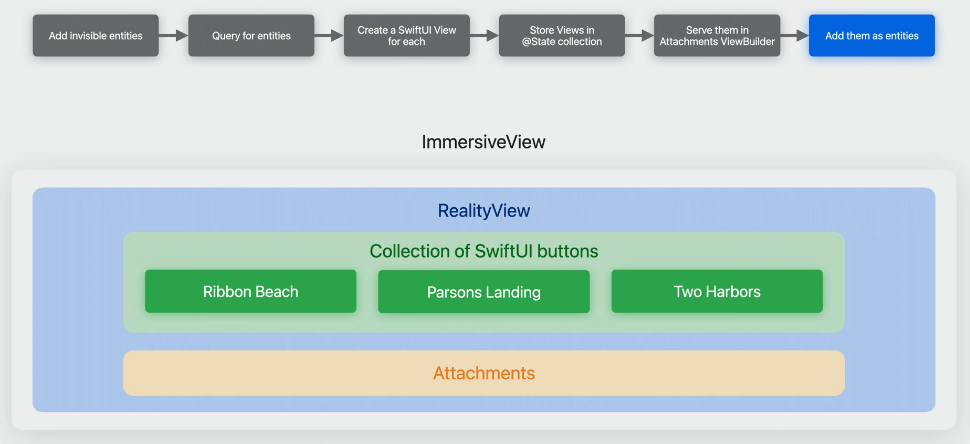 Add invisible entities
Query for entities
Create a SwiftUI View
for each
Store Views in
@State collection
Serve them in
Attachments ViewBuilder
Add them as entities
ImmersiveView
RealityView
Collection of SwiftUI buttons
Ribbon Beach
Parsons Landing
Two Harbors
Attachments